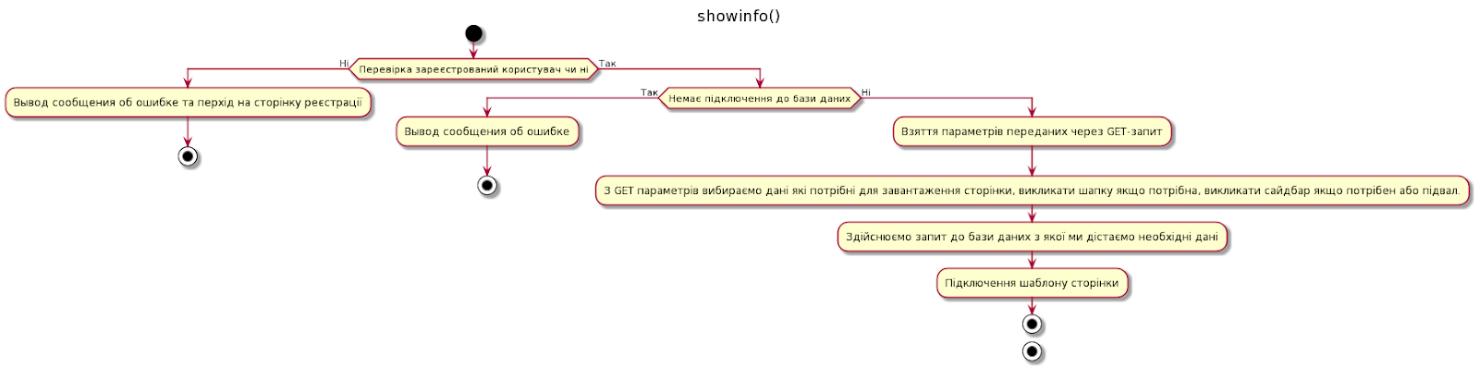 showinfo()
Ні
Перевірка зареєстрований користувач чи ні
Так
Вывод сообщения об ошибке та перхід на сторінку реєстрації
Так
Немає підключення до бази даних
Ні
Вывод сообщения об ошибке
Взяття параметрів переданих через GET-запит
З GET параметрів вибираємо дані які потрібні для завантаження сторінки, викликати шапку якщо потрібна, викликати сайдбар якщо потрібен або підвал.
Здійснюємо запит до бази даних з якої ми дістаємо необхідні дані
Підключення шаблону сторінки